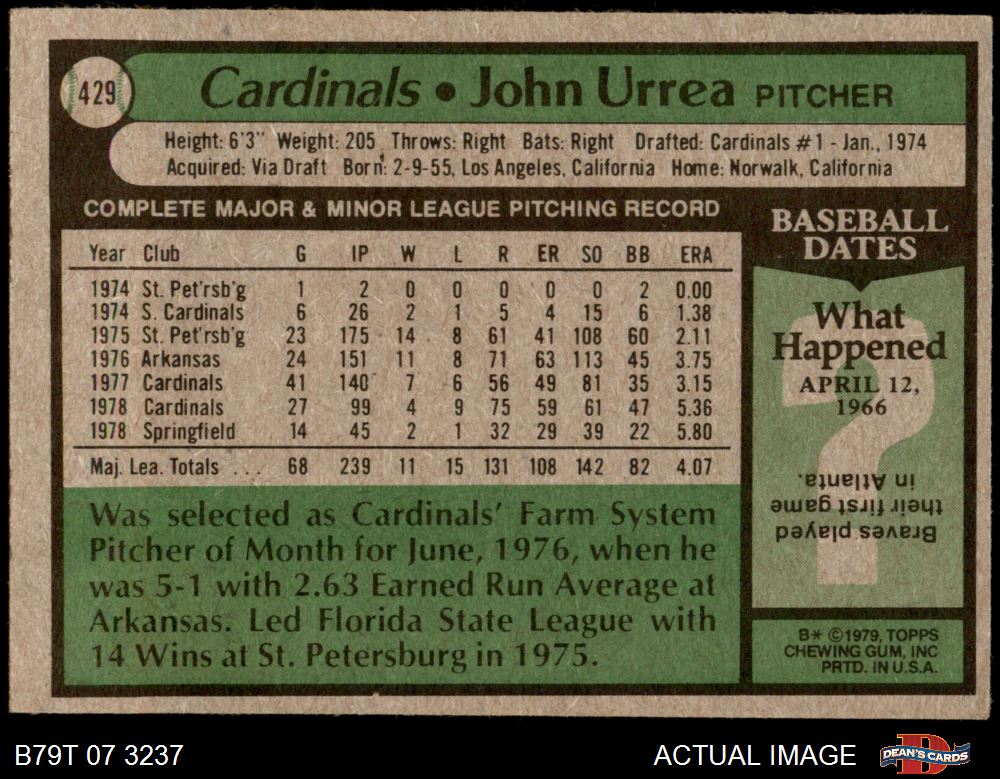 429
Cardinals • John Urrea PITCHER
Height: 6'3" Weight: 205 Throws: Right Bats: Right Drafted: Cardinals #1 - Jan., 1974
Acquired: Via Draft Born: 2-9-55, Los Angeles, California Home: Norwalk, California
COMPLETE MAJOR & MINOR LEAGUE PITCHING RECORD
Year Club G IP W L R ER SO BB ERA
1974 St. Pet'rsb'g 1 2 0 0 0 0 0 2 0.00
1974 S. Cardinals 6 26 2 1 5 4 15 6 1.38
1975 St. Pet'rsb'g 23 175 14 8 61 41 108 60 2.11
1976 Arkansas 24 151 11 8 71 63 113 45 3.75
1977 Cardinals 41 140 7 6 56 49 81 35 3.15
1978 Cardinals 27 99 4 9 75 59 61 47 5.36
1978 Springfield 14 45 2 1 32 29 39 22 5.80
Maj. Lea. Totals ... 68 239 11 15 131 108 142 82 4.07
Was selected as Cardinals' Farm System
Pitcher of Month for June, 1976, when he
was 5-1 with 2.63 Earned Run Average at
Arkansas. Led Florida State League with
14 Wins at St. Petersburg in 1975.
BASEBALL
DATES
What
Happened
APRIL 12,
1966
?
Braves played
their first game
in Atlanta.
B* ©1979, TOPPS
CHEWING GUM, INC
PRTD. IN U.S.A.
B79T 07 3237
ACTUAL IMAGE
D
DEAN'S CARDS